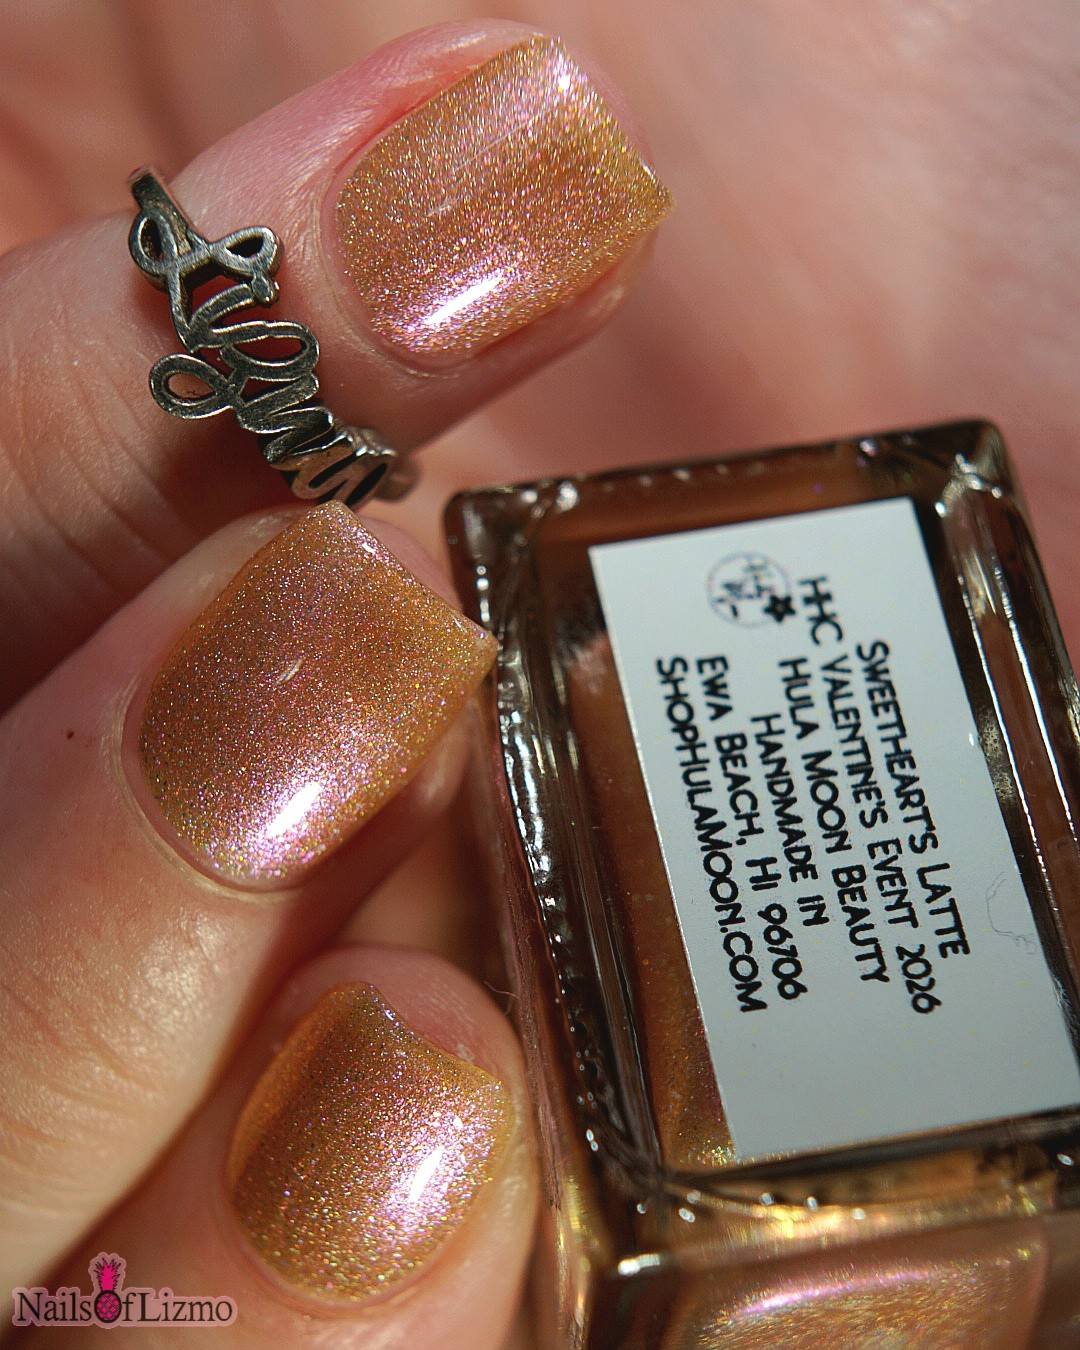 SWEETHEART'S LATTE
HHC VALENTINE'S EVENT 2026
HULA MOON BEAUTY
HANDMADE IN
EWA BEACH, HI 96706
SHOPHULAMOON.COM
NailsOfLizmo